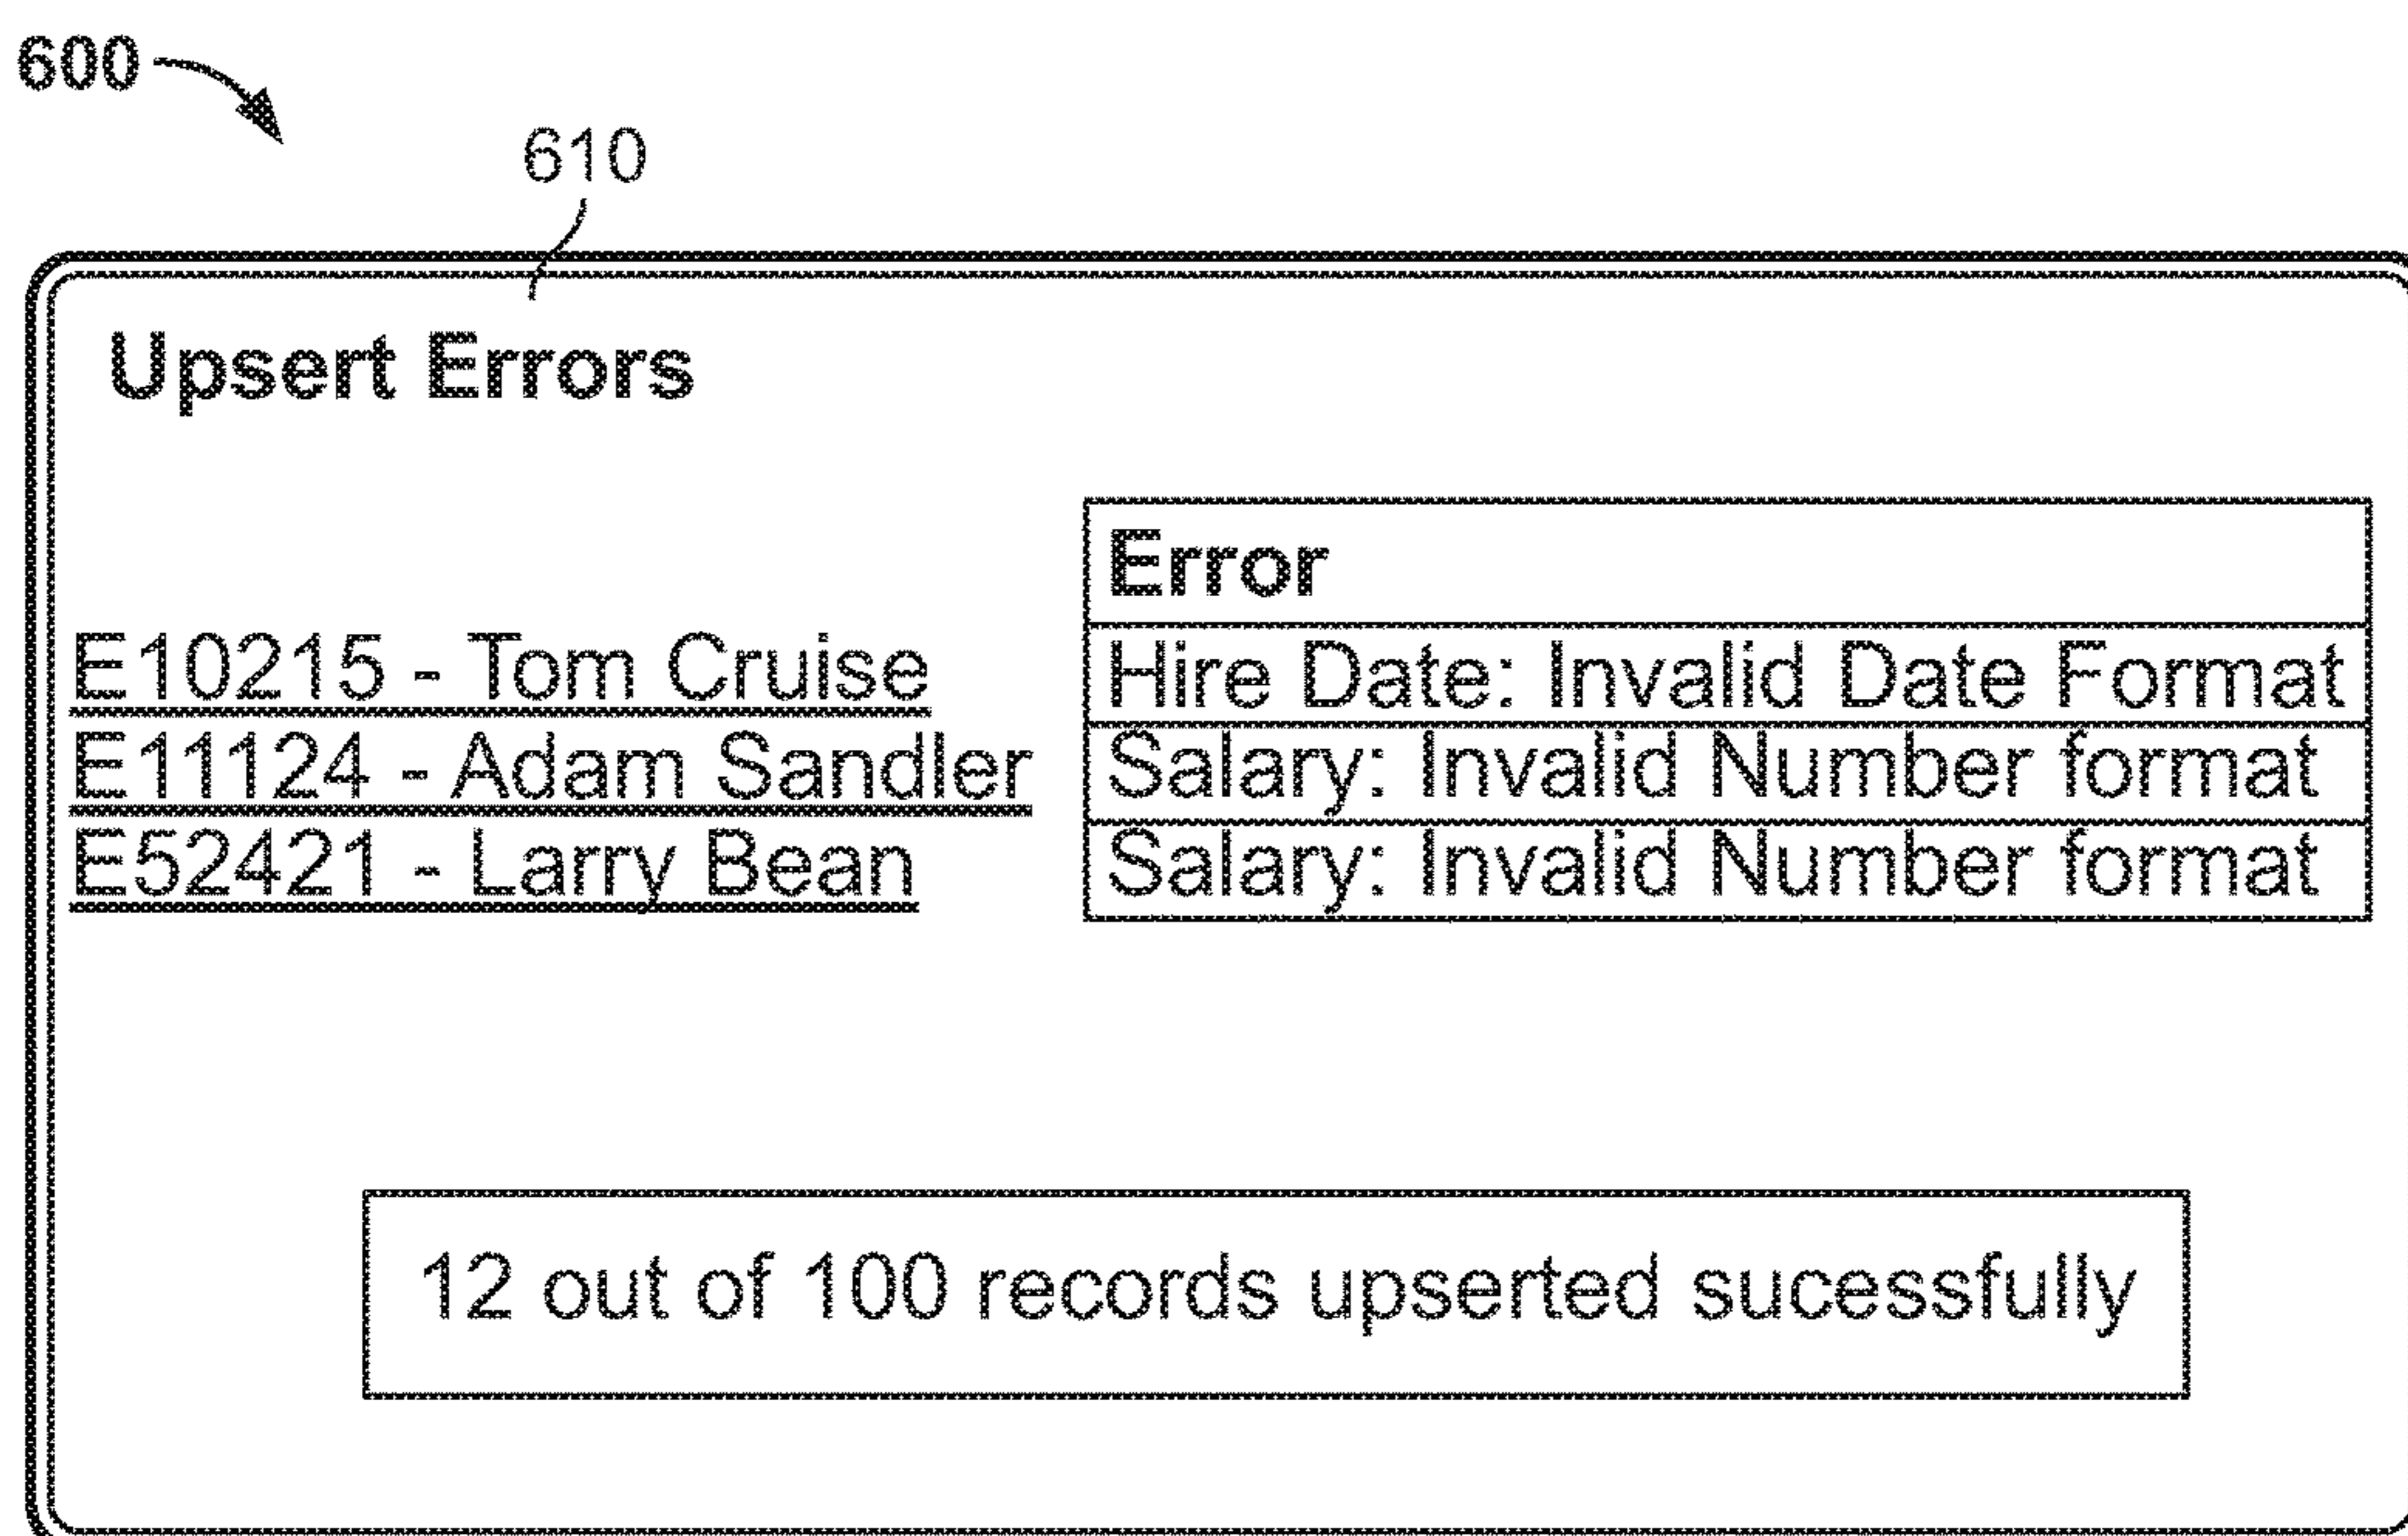 600
610
Upsert Errors
Error
E10215 - Tom Cruise Hire Date: Invalid Date Format
E11124 - Adam Sandler Salary: Invalid Number format
E52421 - Larry Bean Salary: Invalid Number format
12 out of 100 records upserted sucessfully